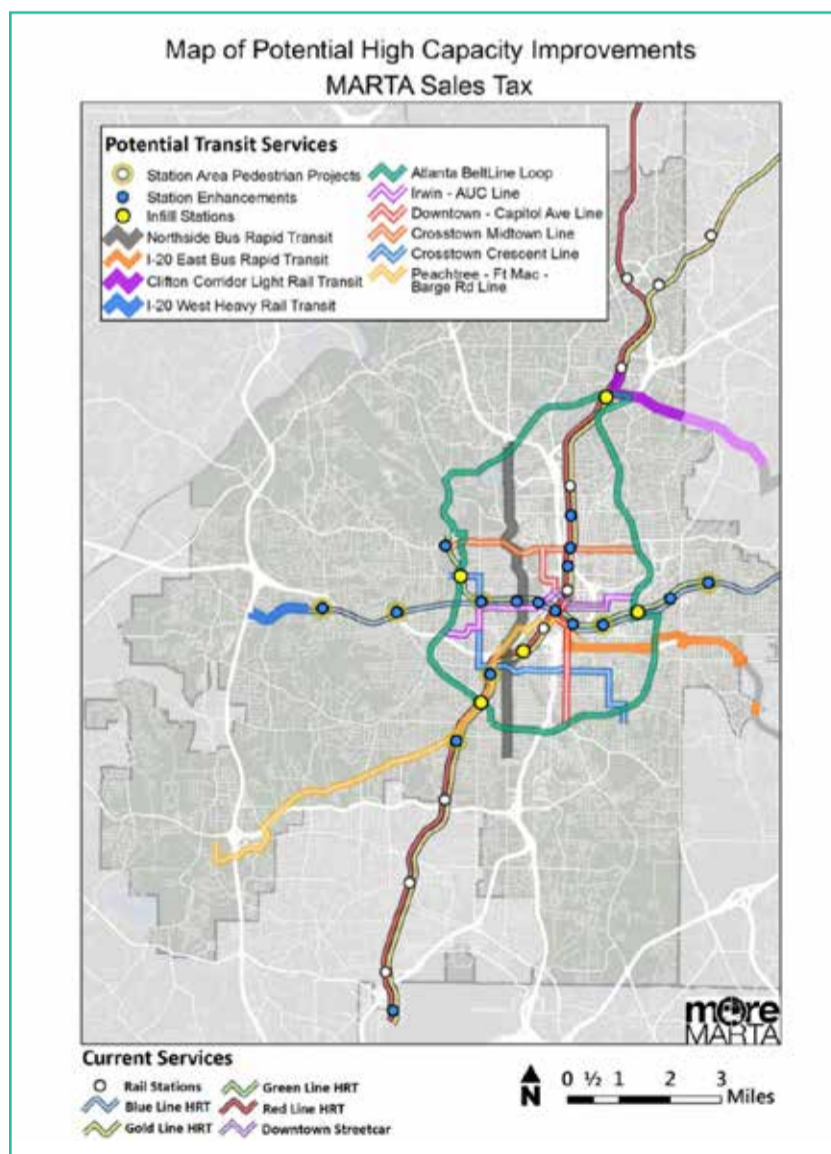 Map of Potential High Capacity Improvements
MARTA Sales Tax
Potential Transit Services
Station Area Pedestrian Projects
Station Enhancements
Infill Stations
Northside Bus Rapid Transit
I-20 East Bus Rapid Transit
Clifton Corridor Light Rail Transit
I-20 West Heavy Rail Transit
Atlanta BeltLine Loop
Irwin - AUC Line
Downtown - Capitol Ave Line
Crosstown Midtown Line
Crosstown Crescent Line
Peachtree - Ft Mac -
Barge Rd Line
more
MARTA
Current Services
Rail Stations
Blue Line HRT
Gold Line HRT
Green Line HRT
Red Line HRT
Downtown Streetcar
N
0 ½ 1 2 3
Miles